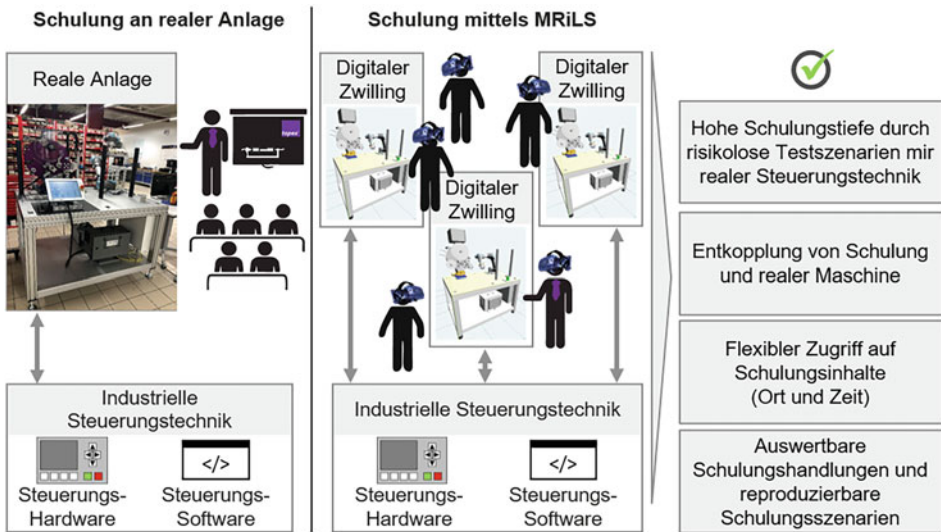 Schulung an realer Anlage
Reale Anlage
topex
Industrielle
Steuerungstechnik
</>
Steuerungs-
Hardware
Steuerungs-
Software
Schulung mittels MRiLS
Digitaler
Zwilling
Digitaler
Zwilling
Digitaler
Zwilling
Industrielle Steuerungstechnik
</>
Steuerungs-
Hardware
Steuerungs-
Software
Hohe Schulungstiefe durch
risikolose Testszenarien mir
realer Steuerungstechnik
Entkopplung von Schulung
und realer Maschine
Flexibler Zugriff auf
Schulungsinhalte
(Ort und Zeit)
Auswertbare
Schulungshandlungen und
reproduzierbare
Schulungsszenarien